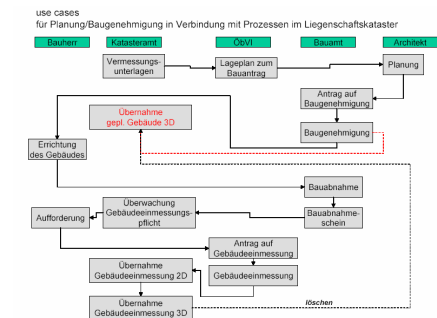 use cases
für Planung/Baugenehmigung in Verbindung mit Prozessen im Liegenschaftskataster
Bauherr
Katasteramt
ÖbVI
Bauamt
Architekt
Vermessungs-
unterlagen
Lageplan zum
Bauantrag
Planung
Antrag auf
Baugenehmigung
Übernahme
gepl. Gebäude 3D
Baugenehmigung
Errichtung
des Gebäudes
Bauabnahme
Überwachung
Gebäudeeinmessungs-
pflicht
Aufforderung
Bauabnahme-
schein
Antrag auf
Gebäudeeinmessung
Übernahme
Gebäudeeinmessung 2D
Gebäudeeinmessung
löschen
Übernahme
Gebäudeeinmessung 3D